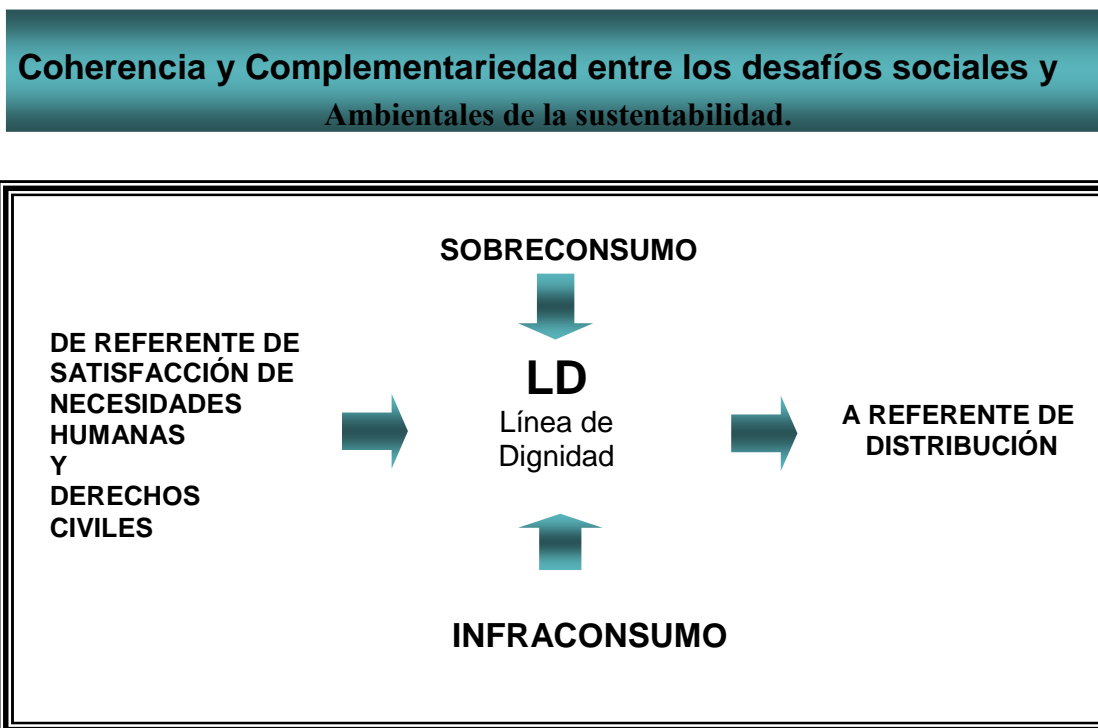 Coherencia y Complementariedad entre los desafíos sociales y
Ambientales de la sustentabilidad.
SOBRECONSUMO
DE REFERENTE DE
SATISFACCIÓN DE
NECESIDADES
HUMANAS
Y
DERECHOS
CIVILES
LD
Línea de
Dignidad
A REFERENTE DE
DISTRIBUCIÓN
INFRACONSUMO